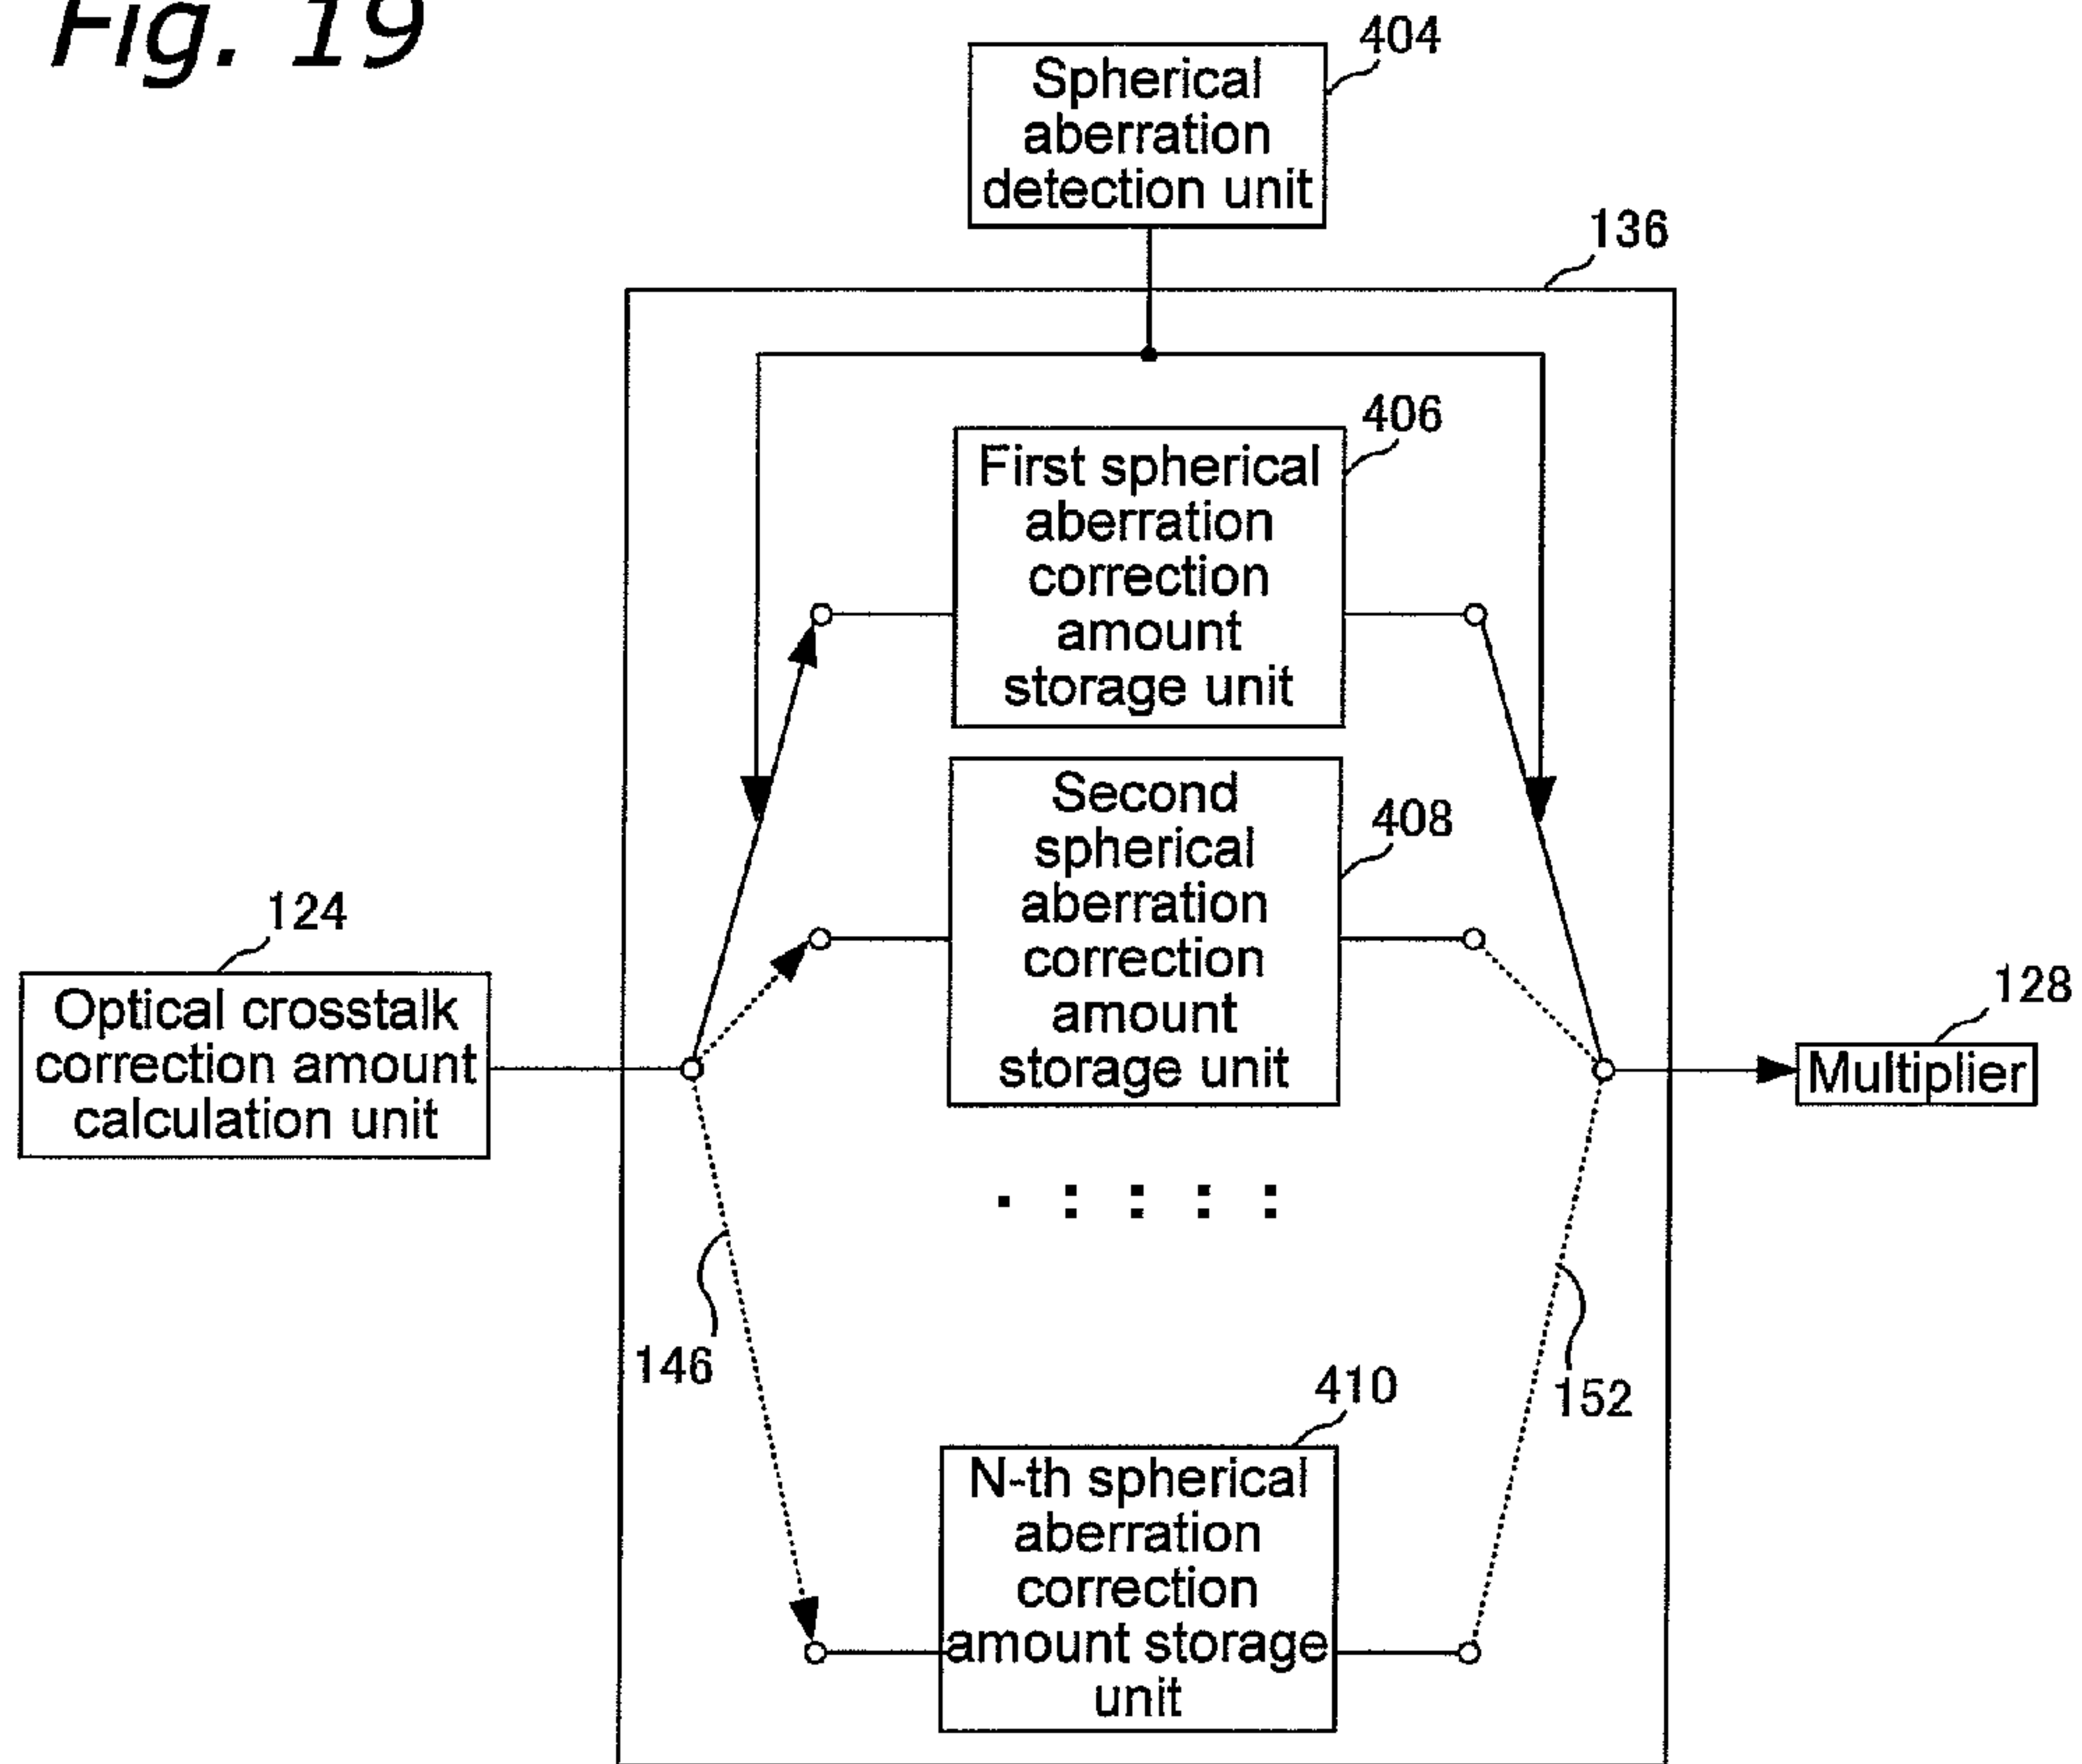 Fig. 19
404
Spherical
aberration
detection unit
136
406
First spherical
aberration
correction
amount
storage unit
408
Second
spherical
aberration
correction
amount
storage unit
124
Optical crosstalk
correction amount
calculation unit
128
Multiplier
146
152
410
N-th spherical
aberration
correction
amount storage
unit